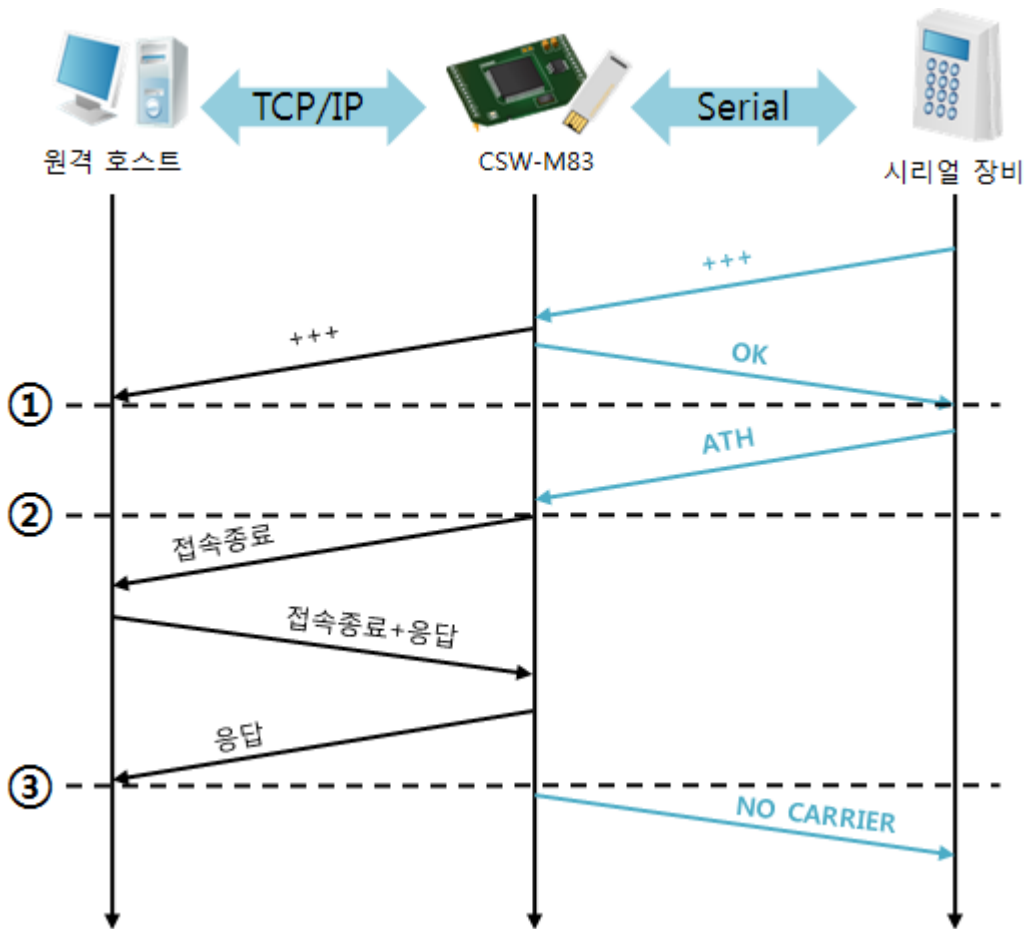 TCP/IP
Serial
원격 호스트
CSW-M83
시리얼 장비
+++
+++
OK
①
ATH
②
접속종료
접속종료+응답
응답
③
NO CARRIER